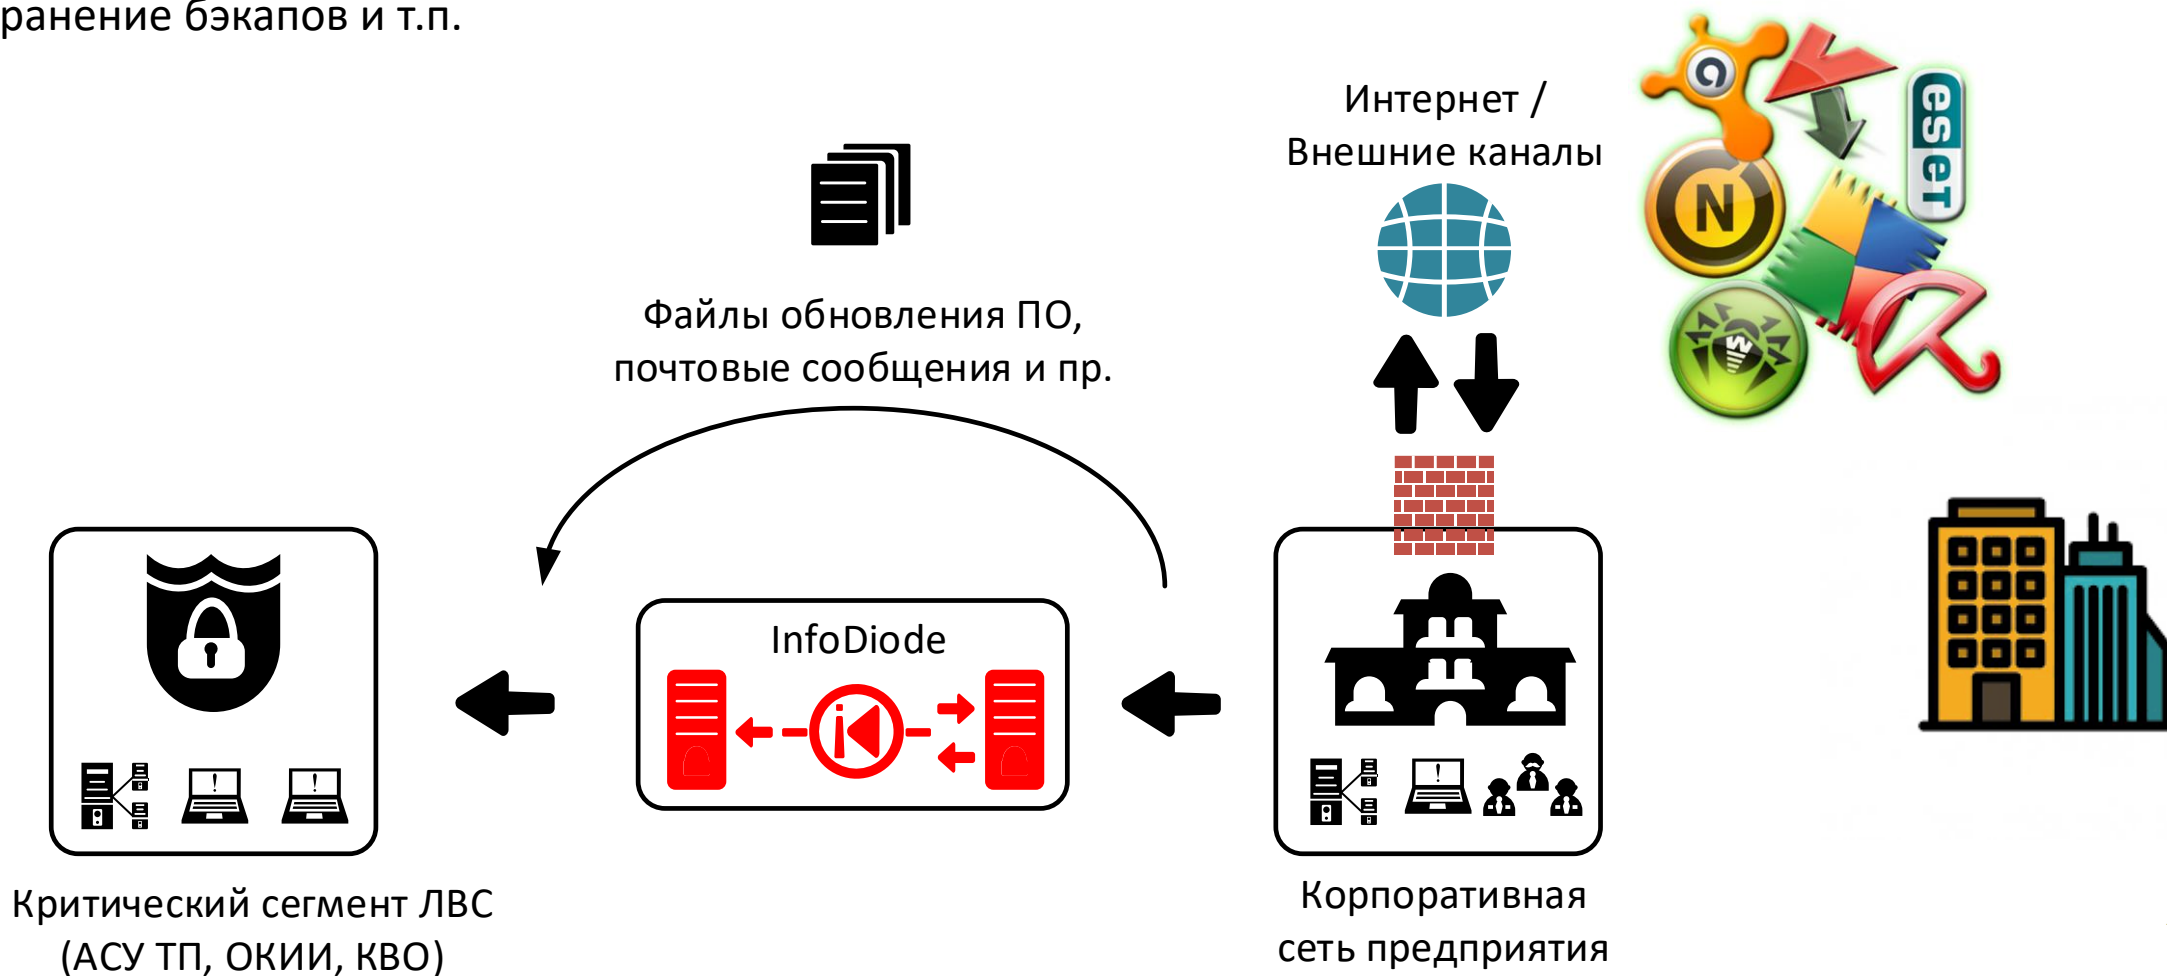 ранение бэкапов и т.п.
Интернет /
Внешние каналы
eset
N
Файлы обновления ПО,
почтовые сообщения и пр.
InfoDiode
Критический сегмент ЛВС
(АСУ ТП, ОКИИ, КВО)
Корпоративная
сеть предприятия